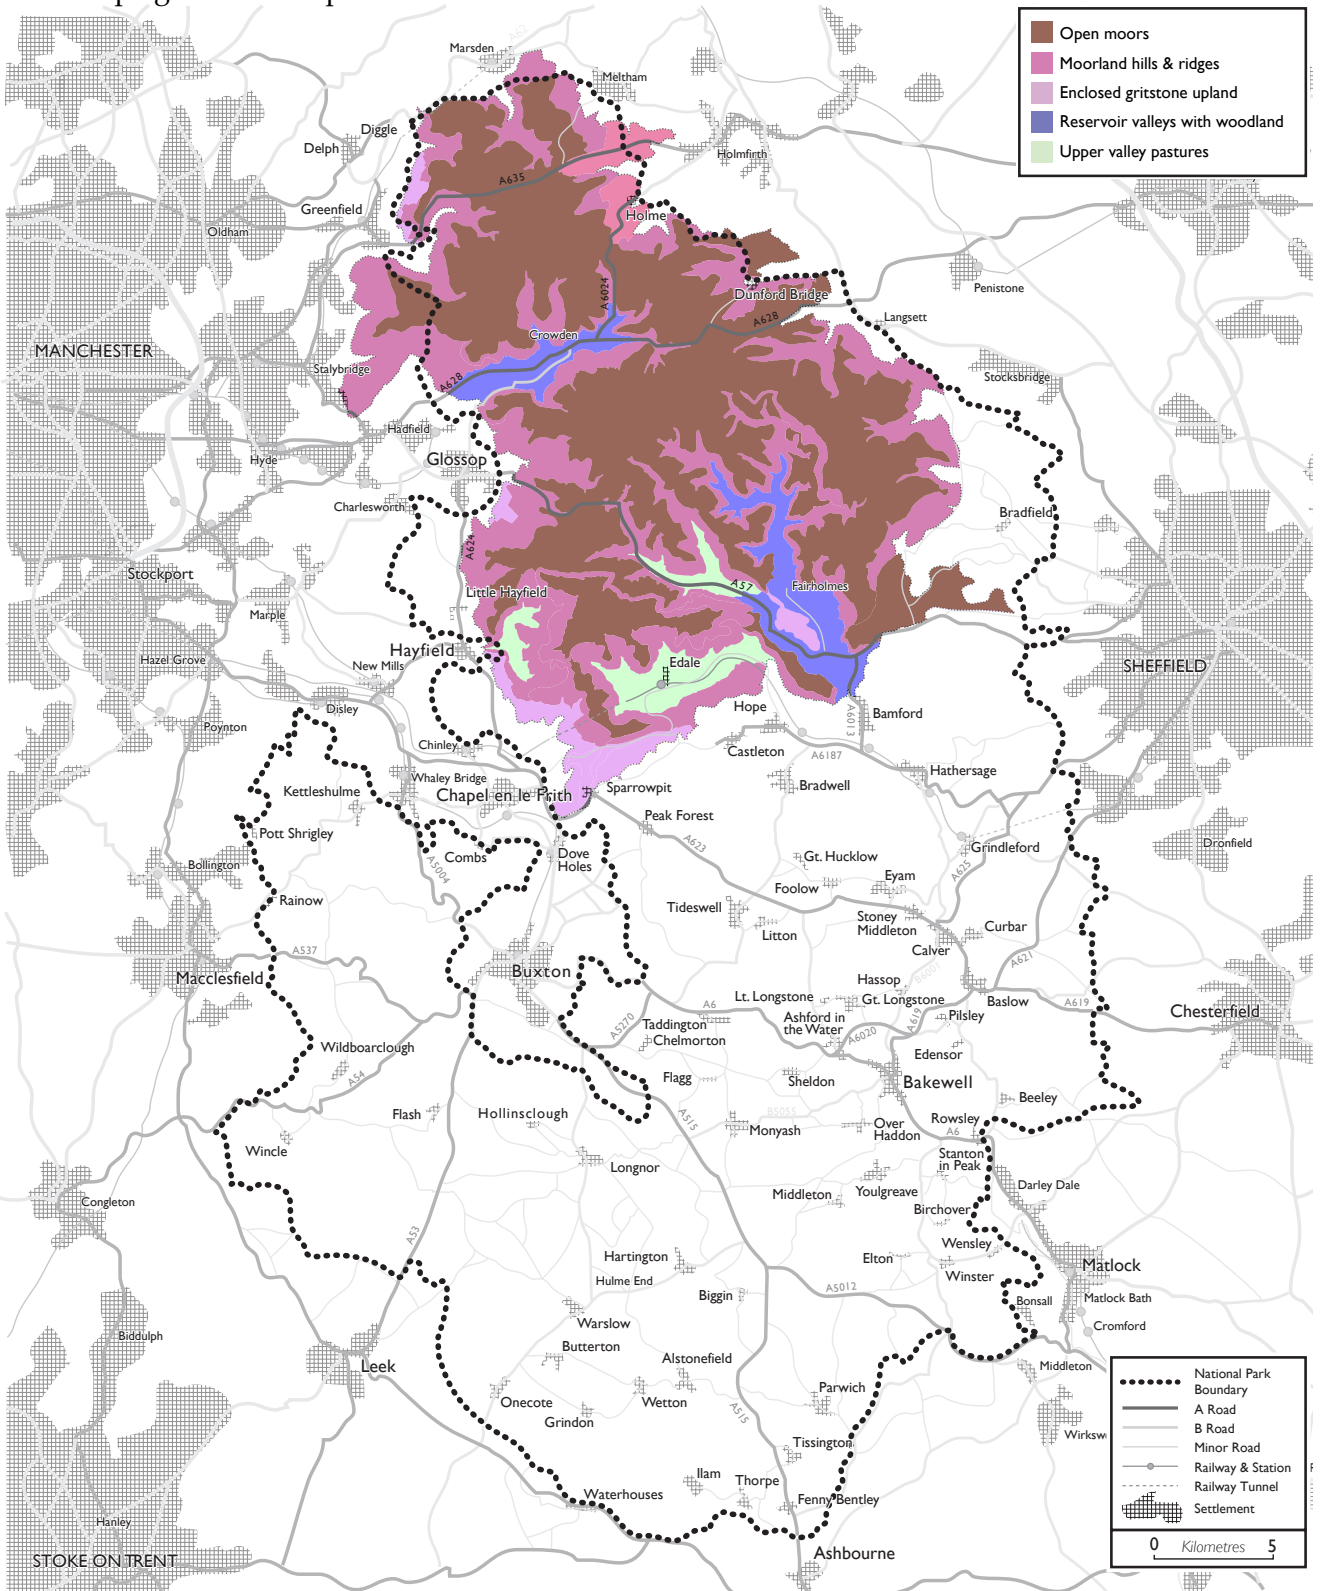 Open moors
Moorland hills & ridges
Enclosed gritstone upland
Reservoir valleys with woodland
Upper valley pastures
A62
Marsden
Meltham
Diggle
Delph
Holmfirth
A635
Greenfield
Holme
Oldham
Penistone
A6024
Dunford Bridge
A628
Langsett
Crowden
MANCHESTER
Stalybridge
A628
Stocksbridge
Hadfield
Hyde
Glossop
Charlesworth
Bradfield
A624
Stockport
A57
Fairholmes
Little Hayfield
Marple
Hayfield
Hazel Grove
New Mills
Edale
SHEFFIELD
Disley
Hope
Bamford
A6013
Poynton
Chinley
Castleton
A6187
Hathersage
Whaley Bridge
Kettleshulme
Chapel en le Frith
Sparrowpit
Bradwell
Peak Forest
Pott Shrigley
A623
Grindleford
Dronfield
Combs
Dove
Holes
Gt. Hucklow
Bollington
A5004
A625
Foolow
Eyam
Rainow
Tideswell
Stoney
Middleton
Litton
Curbar
Calver
A537
A621
Macclesfield
Buxton
Hassop
B6001
Lt. Longstone
Gt. Longstone
Baslow
A619
A6
Chesterfield
Ashford in
the Water
A619
Pilsley
A5270
Taddington
Chelmorton
A6020
Wildboarclough
Edensor
A54
Flagg
Sheldon
Bakewell
Beeley
Flash
Hollinsclough
A515
B5055
Monyash
Over
Haddon
Rowsley
A6
Wincle
Longnor
Stanton
in Peak
Middleton
Youlgreave
Darley Dale
Congleton
Birchover
A53
Hartington
Wensley
Elton
Matlock
Hulme End
Winster
A5012
Biggin
Bonsall
Matlock Bath
Warslow
Cromford
Biddulph
Butterton
Leek
Alstonefield
Middleton
Parwich
Onecote
Wetton
Grindon
A515
Wirksw
Tissington
Ilam
Thorpe
Waterhouses
Fenny Bentley
Hanley
STOKE ON TRENT
Ashbourne
National Park
Boundary
A Road
B Road
Minor Road
Railway & Station
Railway Tunnel
Settlement
0 Kilometres 5